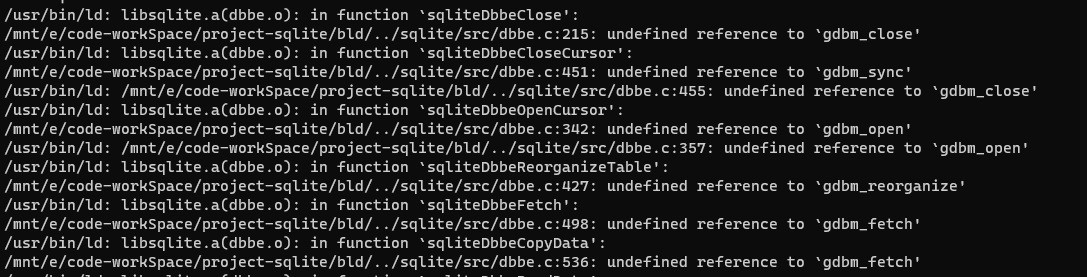 /usr/bin/ld: libsqlite.a(dbbe.o): in function `sqliteDbbeClose':
/mnt/e/code-workSpace/project-sqlite/bld/../sqlite/src/dbbe.c:215: undefined reference to `gdbm_close'
/usr/bin/ld: libsqlite.a(dbbe.o): in function `sqliteDbbeCloseCursor':
/mnt/e/code-workSpace/project-sqlite/bld/../sqlite/src/dbbe.c:451: undefined reference to `gdbm_sync'
/usr/bin/ld: /mnt/e/code-workSpace/project-sqlite/bld/../sqlite/src/dbbe.c:455: undefined reference to `gdbm_close'
/usr/bin/ld: libsqlite.a(dbbe.o): in function `sqliteDbbeOpenCursor':
/mnt/e/code-workSpace/project-sqlite/bld/../sqlite/src/dbbe.c:342: undefined reference to `gdbm_open'
/usr/bin/ld: /mnt/e/code-workSpace/project-sqlite/bld/../sqlite/src/dbbe.c:357: undefined reference to `gdbm_open'
/usr/bin/ld: libsqlite.a(dbbe.o): in function `sqliteDbbeReorganizeTable':
/mnt/e/code-workSpace/project-sqlite/bld/../sqlite/src/dbbe.c:427: undefined reference to `gdbm_reorganize'
/usr/bin/ld: libsqlite.a(dbbe.o): in function `sqliteDbbeFetch':
/mnt/e/code-workSpace/project-sqlite/bld/../sqlite/src/dbbe.c:498: undefined reference to `gdbm_fetch'
/usr/bin/ld: libsqlite.a(dbbe.o): in function `sqliteDbbeCopyData':
/mnt/e/code-workSpace/project-sqlite/bld/../sqlite/src/dbbe.c:536: undefined reference to `gdbm_fetch'
/usr/bin/ld: libsqlite.a(dbbe.o): in function